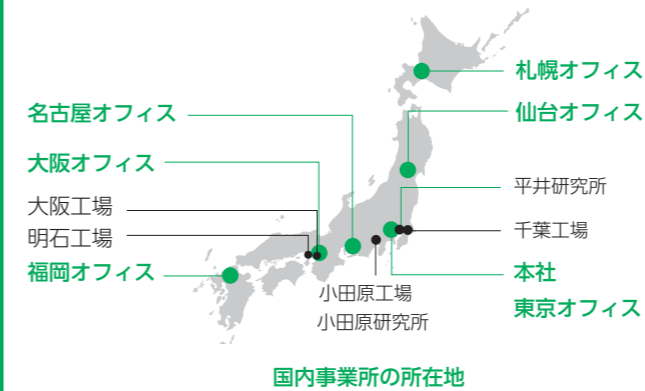 札幌オフィス
名古屋オフィス
仙台オフィス
大阪オフィス
平井研究所
大阪工場
千葉工場
明石工場
福岡オフィス
本社
小田原工場
東京オフィス
小田原研究所
国内事業所の所在地